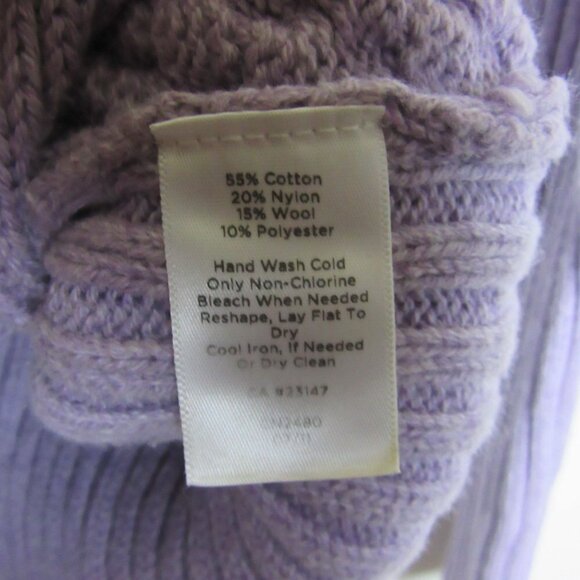 55% Cotton
20% Nylon
15% Wool
10% Polyester
Hand Wash Cold
Only Non-Chlorine
Bleach When Needed
Reshape, Lay Flat To
Dry
Cool Iron, If Needed
Or Dry Clean
CA #23147